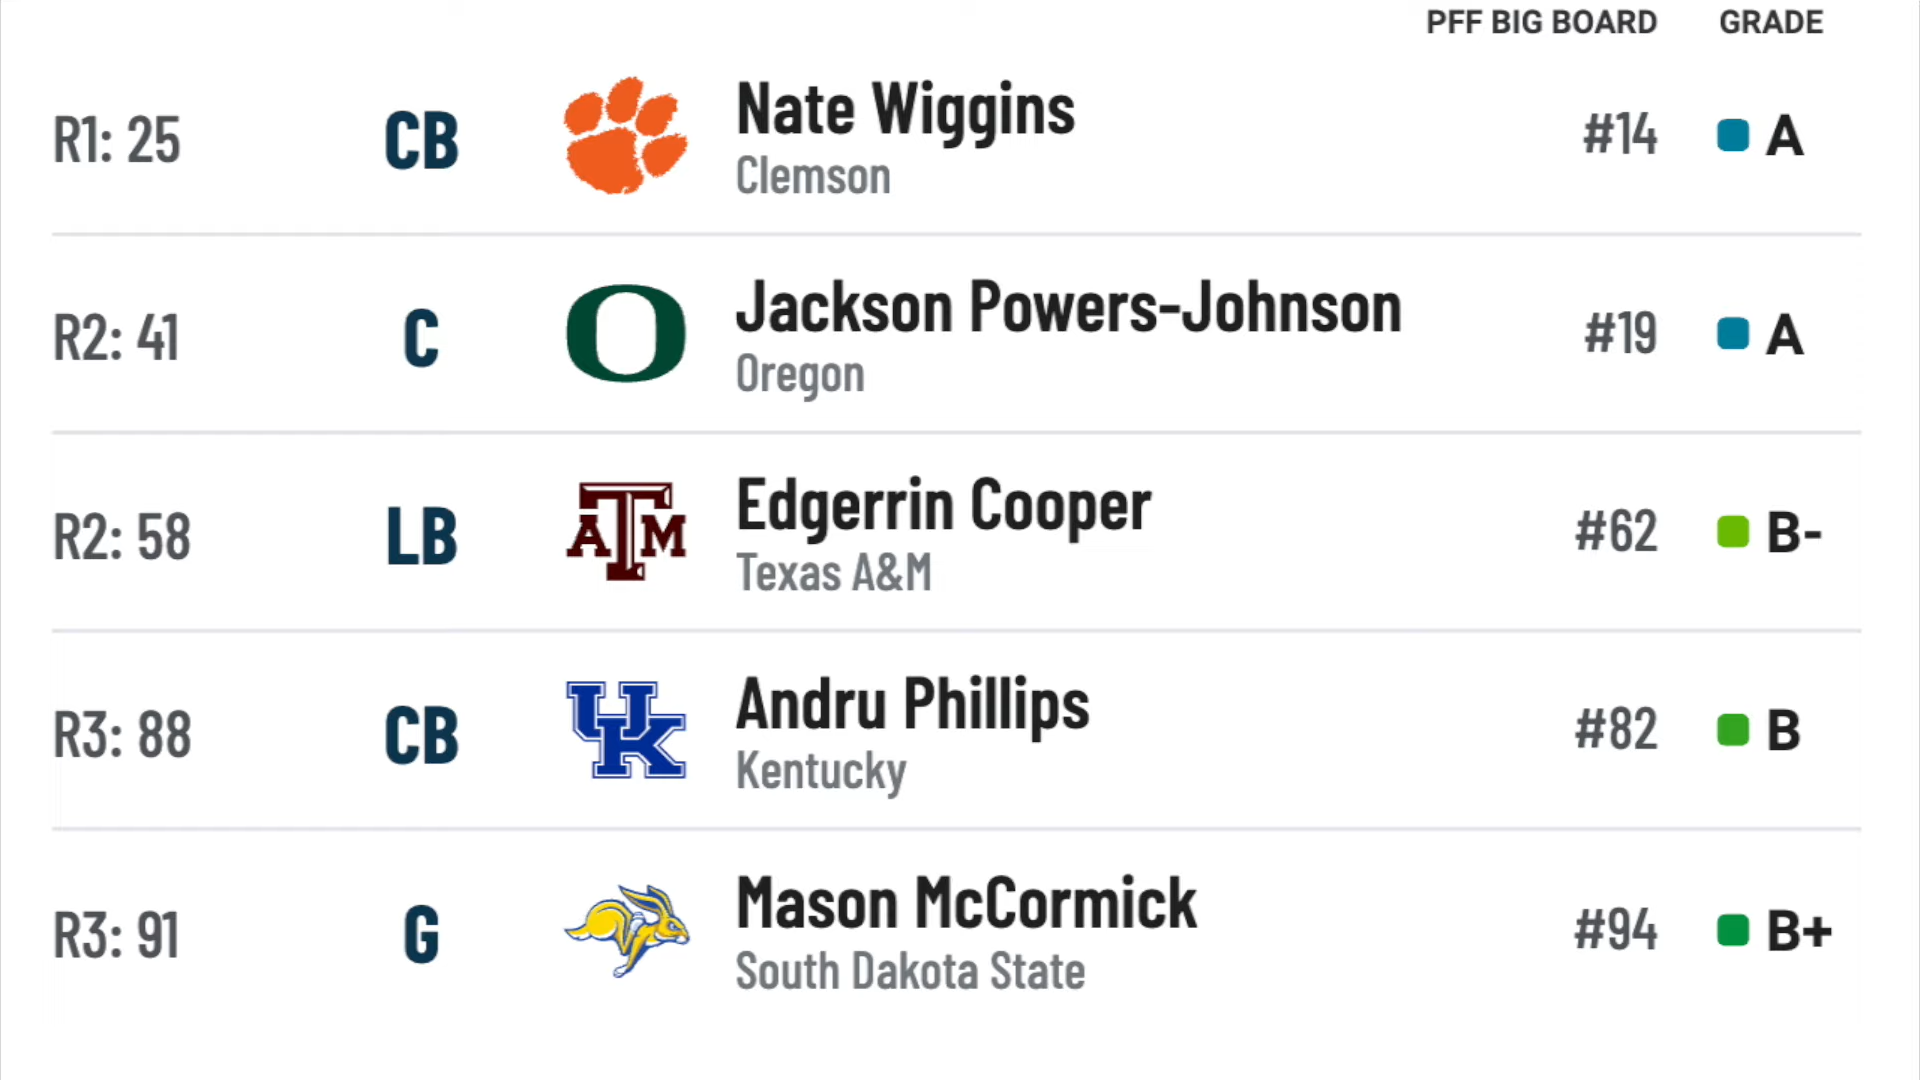 PFF BIG BOARD GRADE
R1: 25 CB Nate Wiggins #14 A
Clemson
R2: 41 C Jackson Powers-Johnson #19 A
O
Oregon
R2: 58 LB Edgerrin Cooper #62 B-
ATM
Texas A&M
R3: 88 CB Andru Phillips #82 B
UK
Kentucky
R3: 91 G Mason McCormick #94 B+
South Dakota State